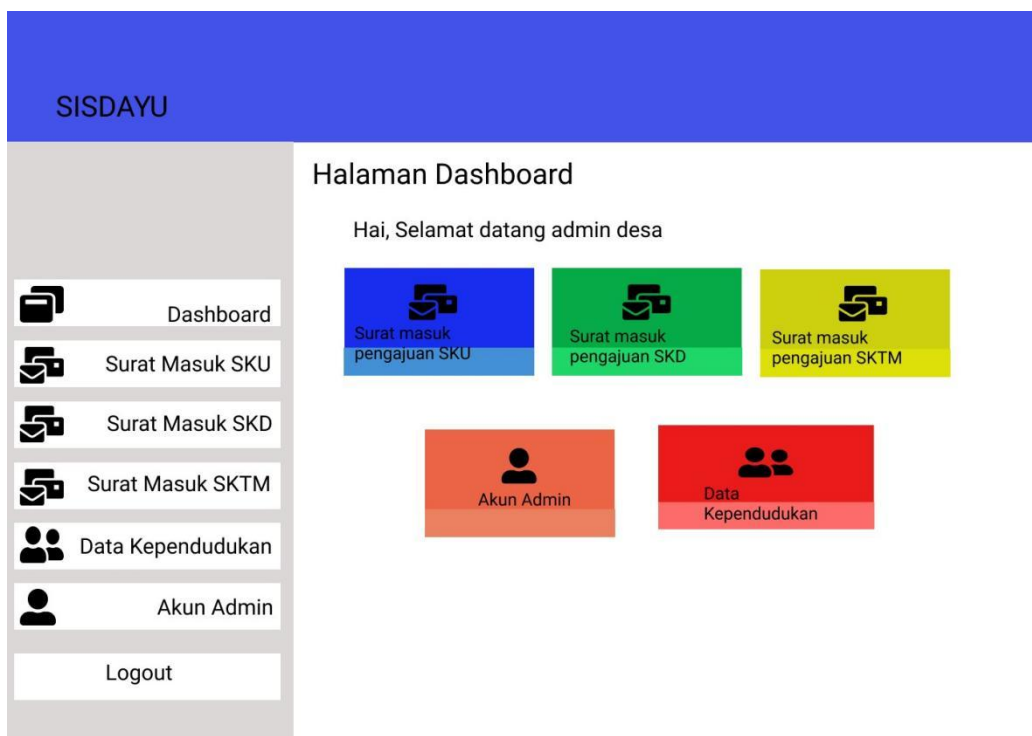 SISDAYU
Halaman Dashboard
Hai, Selamat datang admin desa
Dashboard
Surat Masuk SKU
Surat Masuk SKD
Surat Masuk SKTM
Data Kependudukan
Akun Admin
Logout
Surat masuk
pengajuan SKU
Surat masuk
pengajuan SKD
Surat masuk
pengajuan SKTM
Akun Admin
Data
Kependudukan